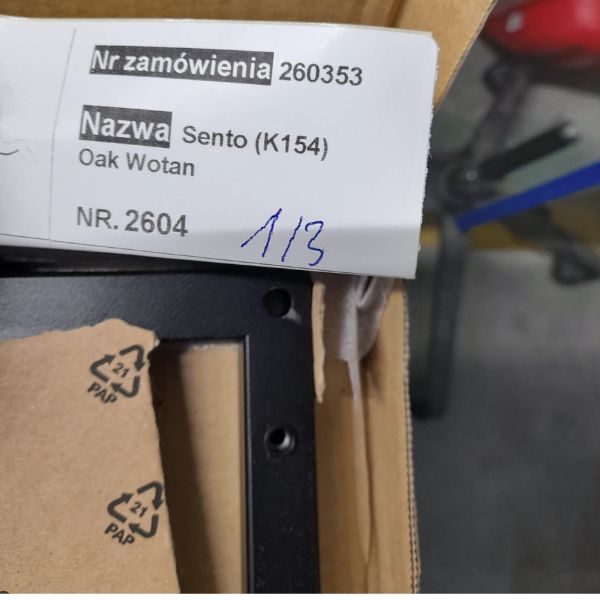 Nr zamówienia 260353
Nazwa Sento (K154)
Oak Wotan
NR. 2604 1/3
21
PAP
21
PAP